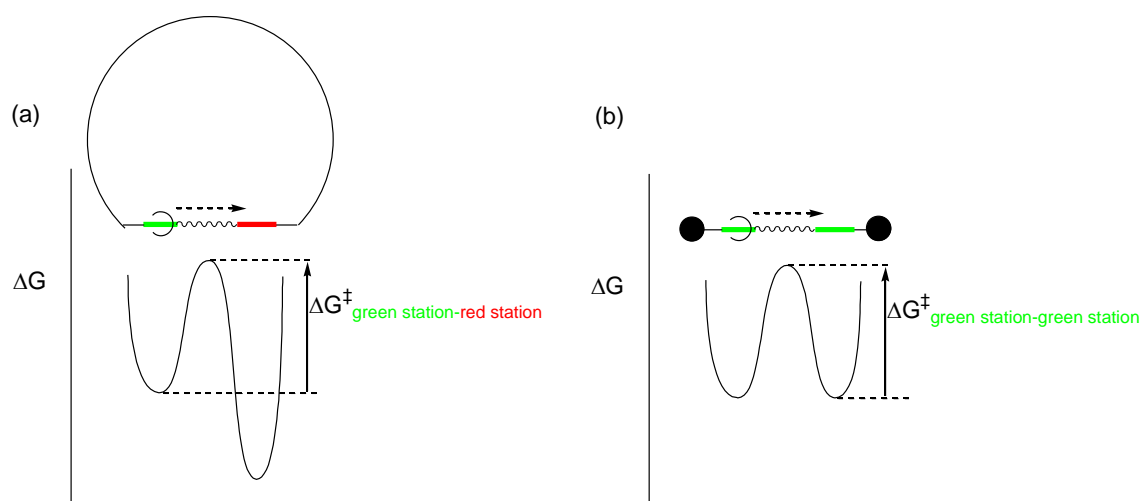 (a)
ΔG
ΔG‡green station-red station
(b)
ΔG
ΔG‡green station-green station